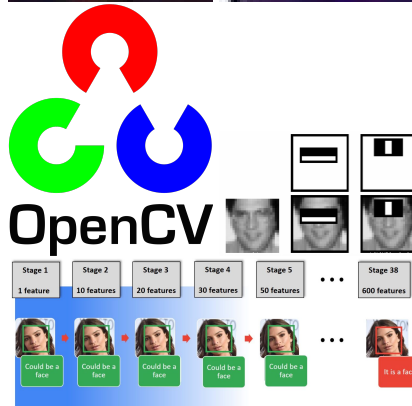 OpenCV
Stage 1
1 feature
Stage 2
10 features
Stage 3
20 features
Stage 4
30 features
Stage 5
50 features
...
Stage 38
600 features
Could be a
face
Could be a
face
Could be a
face
Could be a
face
Could be a
face
...
It is a fac